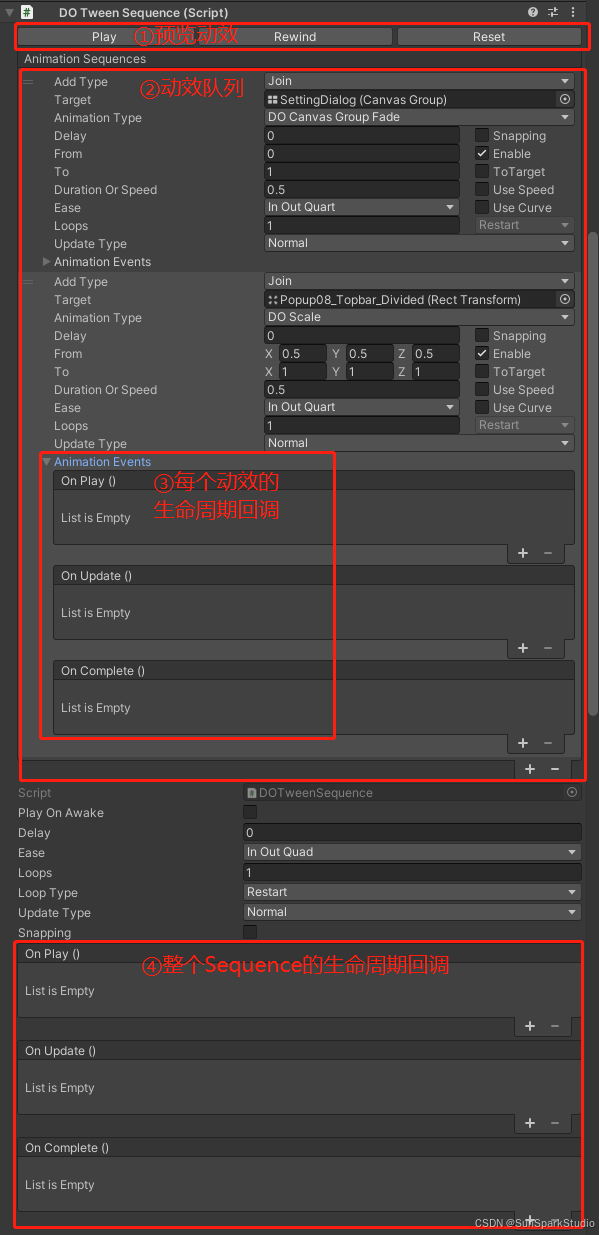 DO Tween Sequence (Script)
Play ①预览动效 Rewind Reset
Animation Sequences
②动效队列
Add Type Join
Target SettingDialog (Canvas Group)
Animation Type DO Canvas Group Fade
Delay 0 Snapping
From 0 Enable
To 1 ToTarget
Duration Or Speed 0.5 Use Speed
Ease In Out Quart Use Curve
Loops 1 Restart
Update Type Normal
Animation Events
Add Type Join
Target Popup08_Topbar_Divided (Rect Transform)
Animation Type DO Scale
Delay 0 Snapping
From X 0.5 Y 0.5 Z 0.5 Enable
To X 1 Y 1 Z 1 ToTarget
Duration Or Speed 0.5 Use Speed
Ease In Out Quart Use Curve
Loops 1 Restart
Update Type Normal
Animation Events
On Play ()
③每个动效的
生命周期回调
List is Empty
+ −
On Update ()
List is Empty
+ −
On Complete ()
List is Empty
+ −
+ −
Script DOTweenSequence
Play On Awake
Delay 0
Ease In Out Quad
Loops 1
Loop Type Restart
Update Type Normal
Snapping
On Play ()
④整个Sequence的生命周期回调
List is Empty
+ −
On Update ()
List is Empty
+ −
On Complete ()
List is Empty
+ −
CSDN @SunSparkStudio